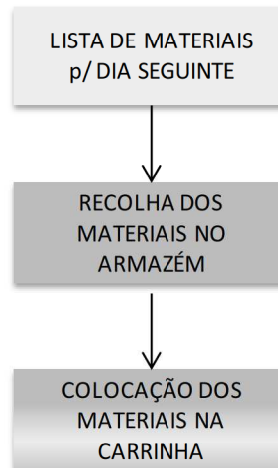 LISTA DE MATERIAIS
p/ DIA SEGUINTE
RECOLHA DOS
MATERIAIS NO
ARMAZÉM
COLOCAÇÃO DOS
MATERIAIS NA
CARRINHA